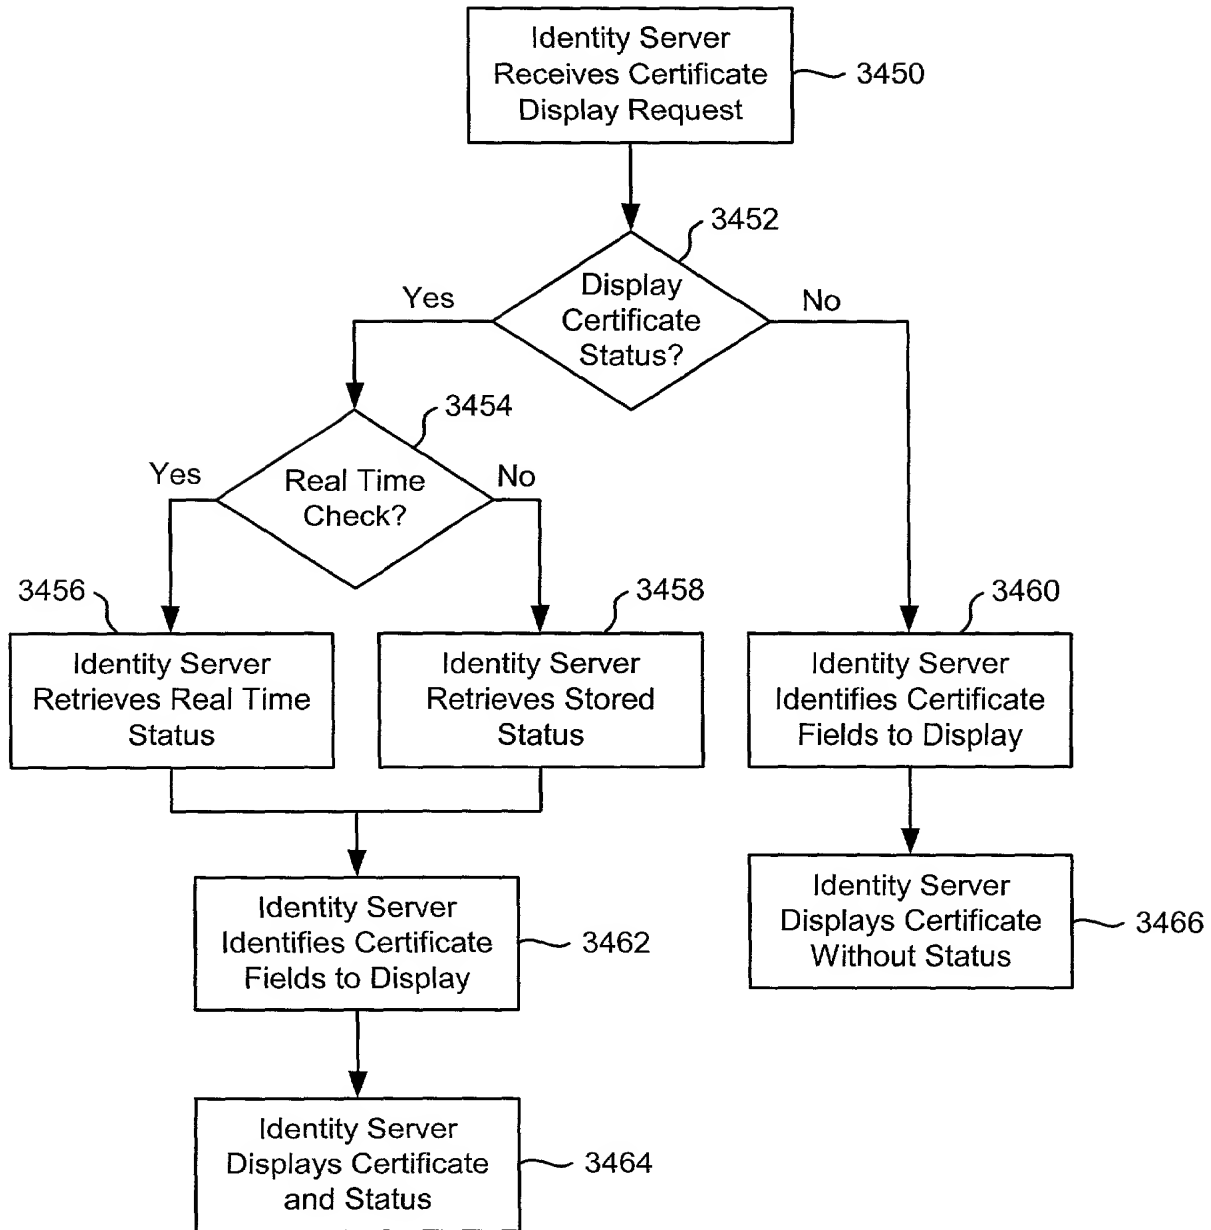 Identity Server
Receives Certificate
Display Request
3450
3452
Display
Certificate
Status?
Yes
No
3454
Real Time
Check?
Yes
No
3456
Identity Server
Retrieves Real Time
Status
3458
Identity Server
Retrieves Stored
Status
3460
Identity Server
Identifies Certificate
Fields to Display
Identity Server
Identifies Certificate
Fields to Display
3462
Identity Server
Displays Certificate
Without Status
3466
Identity Server
Displays Certificate
and Status
3464